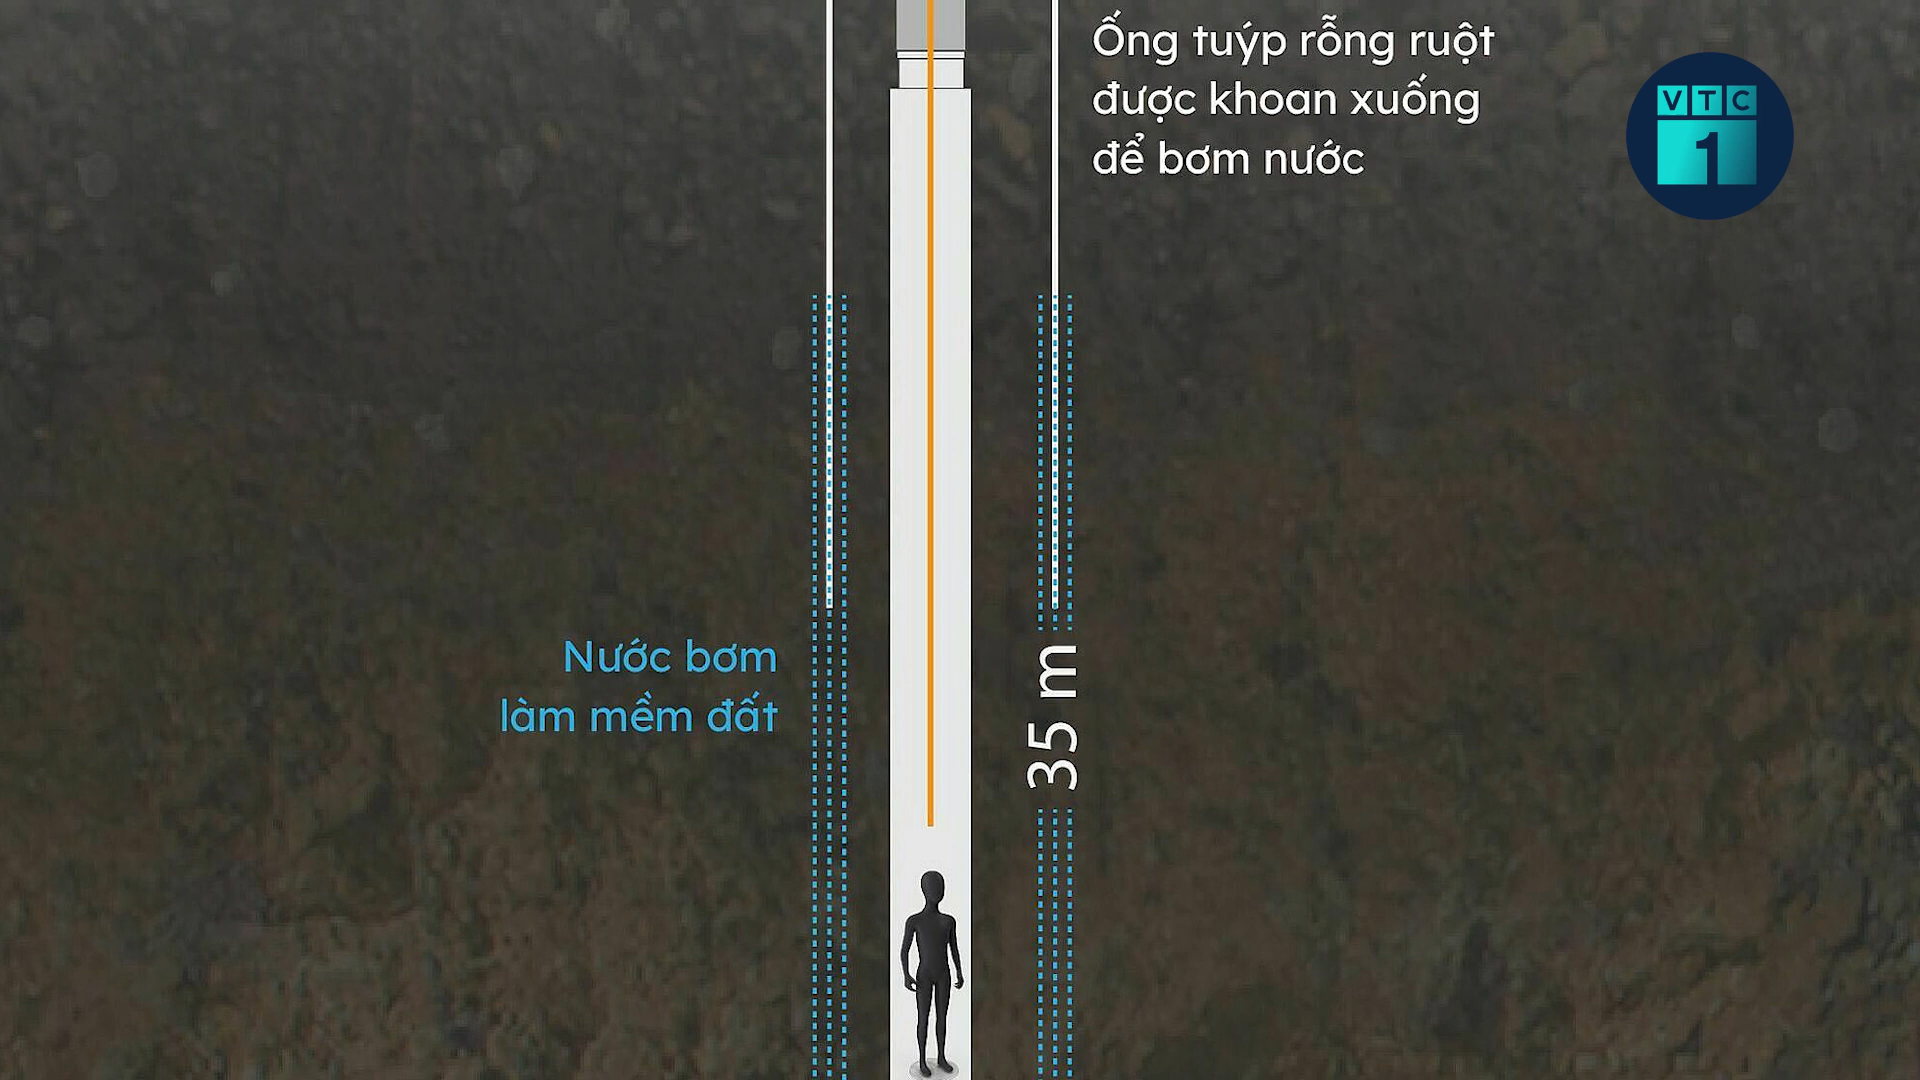 Ống tuýp rỗng ruột
được khoan xuống
để bơm nước
VTC
1
Nước bơm
làm mềm đất
35 m